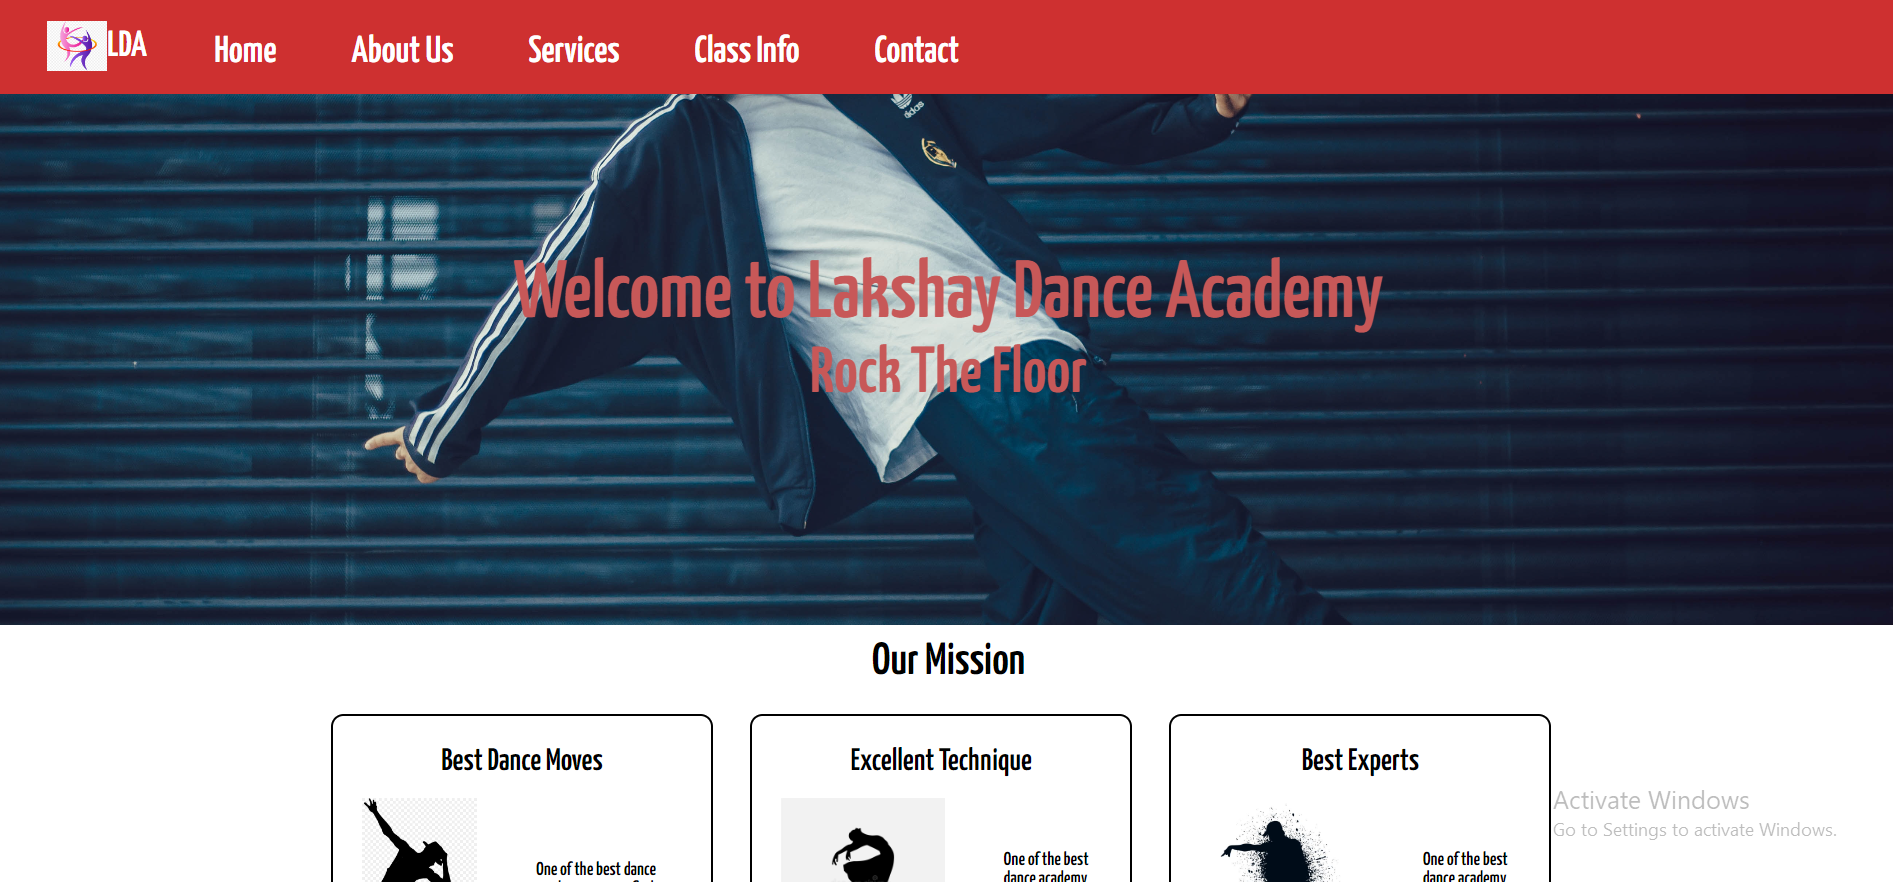 LDA
Home
About Us
Services
Class Info
Contact
adidas
Welcome to Lakshay Dance Academy
Rock The Floor
Our Mission
Best Dance Moves
Excellent Technique
Best Experts
One of the best dance
One of the best
dance academy
One of the best
dance academy
Activate Windows
Go to Settings to activate Windows.